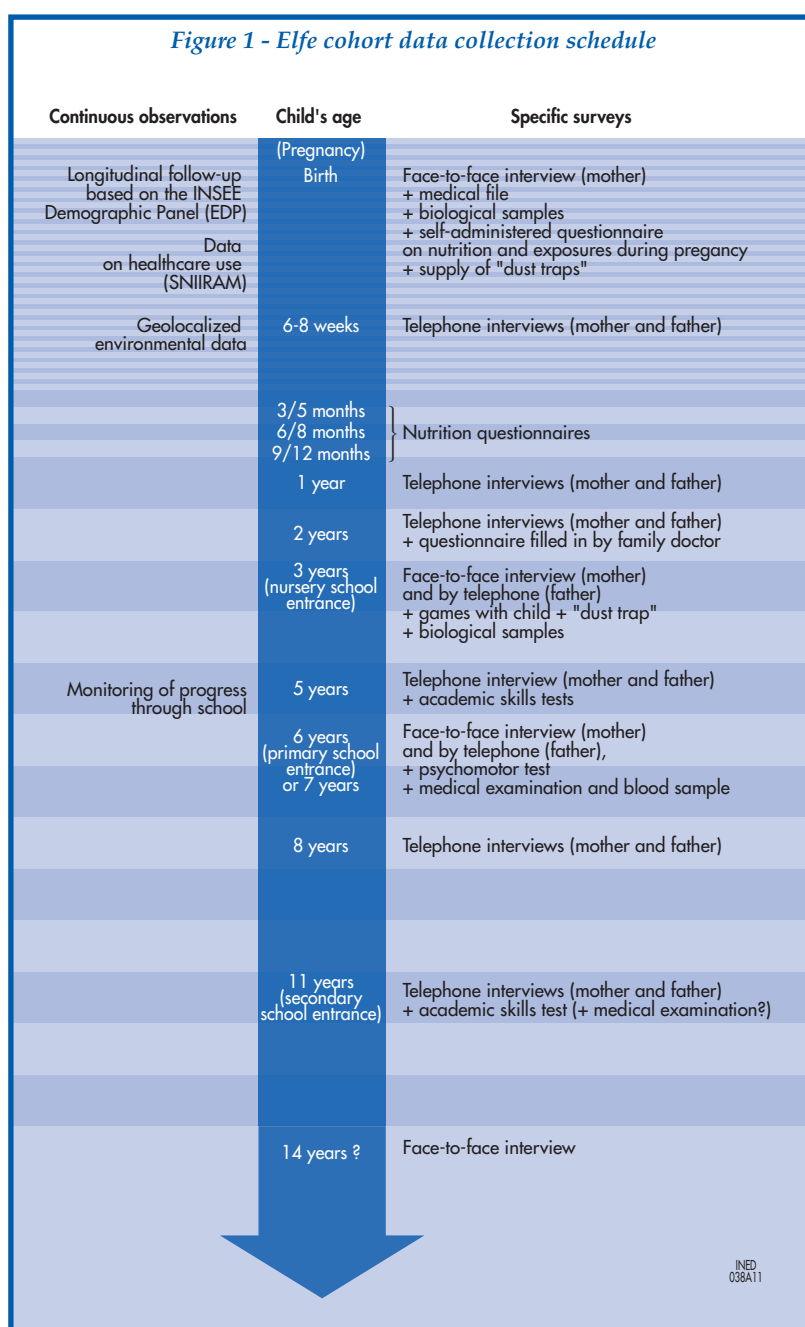 Figure 1 - Elfe cohort data collection schedule
Continuous observations
Child's age
Specific surveys
(Pregnancy)
Longitudinal follow-up
based on the INSEE
Demographic Panel (EDP)
Birth
Face-to-face interview (mother)
+ medical file
+ biological samples
+ self-administered questionnaire
on nutrition and exposures during pregancy
+ supply of "dust traps"
Data
on healthcare use
(SNIIRAM)
Geolocalized
environmental data
6-8 weeks
Telephone interviews (mother and father)
3/5 months
6/8 months
9/12 months
Nutrition questionnaires
1 year
Telephone interviews (mother and father)
2 years
Telephone interviews (mother and father)
+ questionnaire filled in by family doctor
3 years
(nursery school
entrance)
Face-to-face interview (mother)
and by telephone (father)
+ games with child + "dust trap"
+ biological samples
Monitoring of progress
through school
5 years
Telephone interview (mother and father)
+ academic skills tests
6 years
(primary school
entrance)
or 7 years
Face-to-face interview (mother)
and by telephone (father),
+ psychomotor test
+ medical examination and blood sample
8 years
Telephone interviews (mother and father)
11 years
(secondary
school entrance)
Telephone interviews (mother and father)
+ academic skills test (+ medical examination?)
14 years ?
Face-to-face interview
INED
038A11